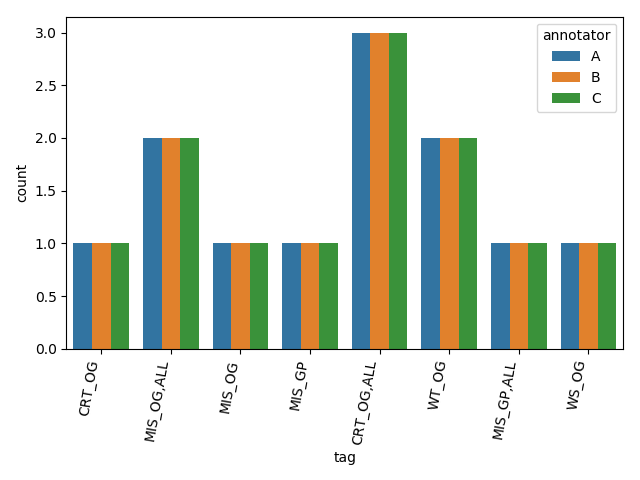 annotator
A
B
C
3.0
2.5
2.0
1.5
1.0
0.5
0.0
count
CRT_OG
MIS_OG,ALL
MIS_OG
MIS_GP
CRT_OG,ALL
WT_OG
MIS_GP,ALL
WS_OG
tag